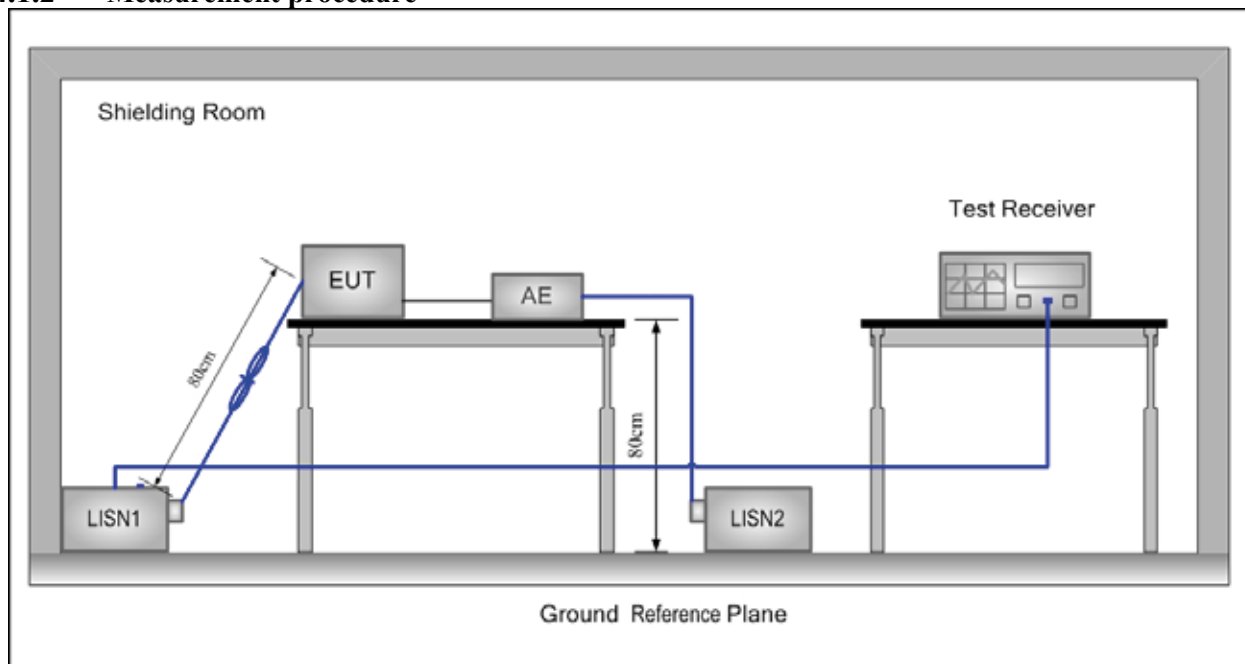 Measurement procedure
Shielding Room
Test Receiver
EUT
AE
80cm
80cm
LISN1
LISN2
Ground Reference Plane